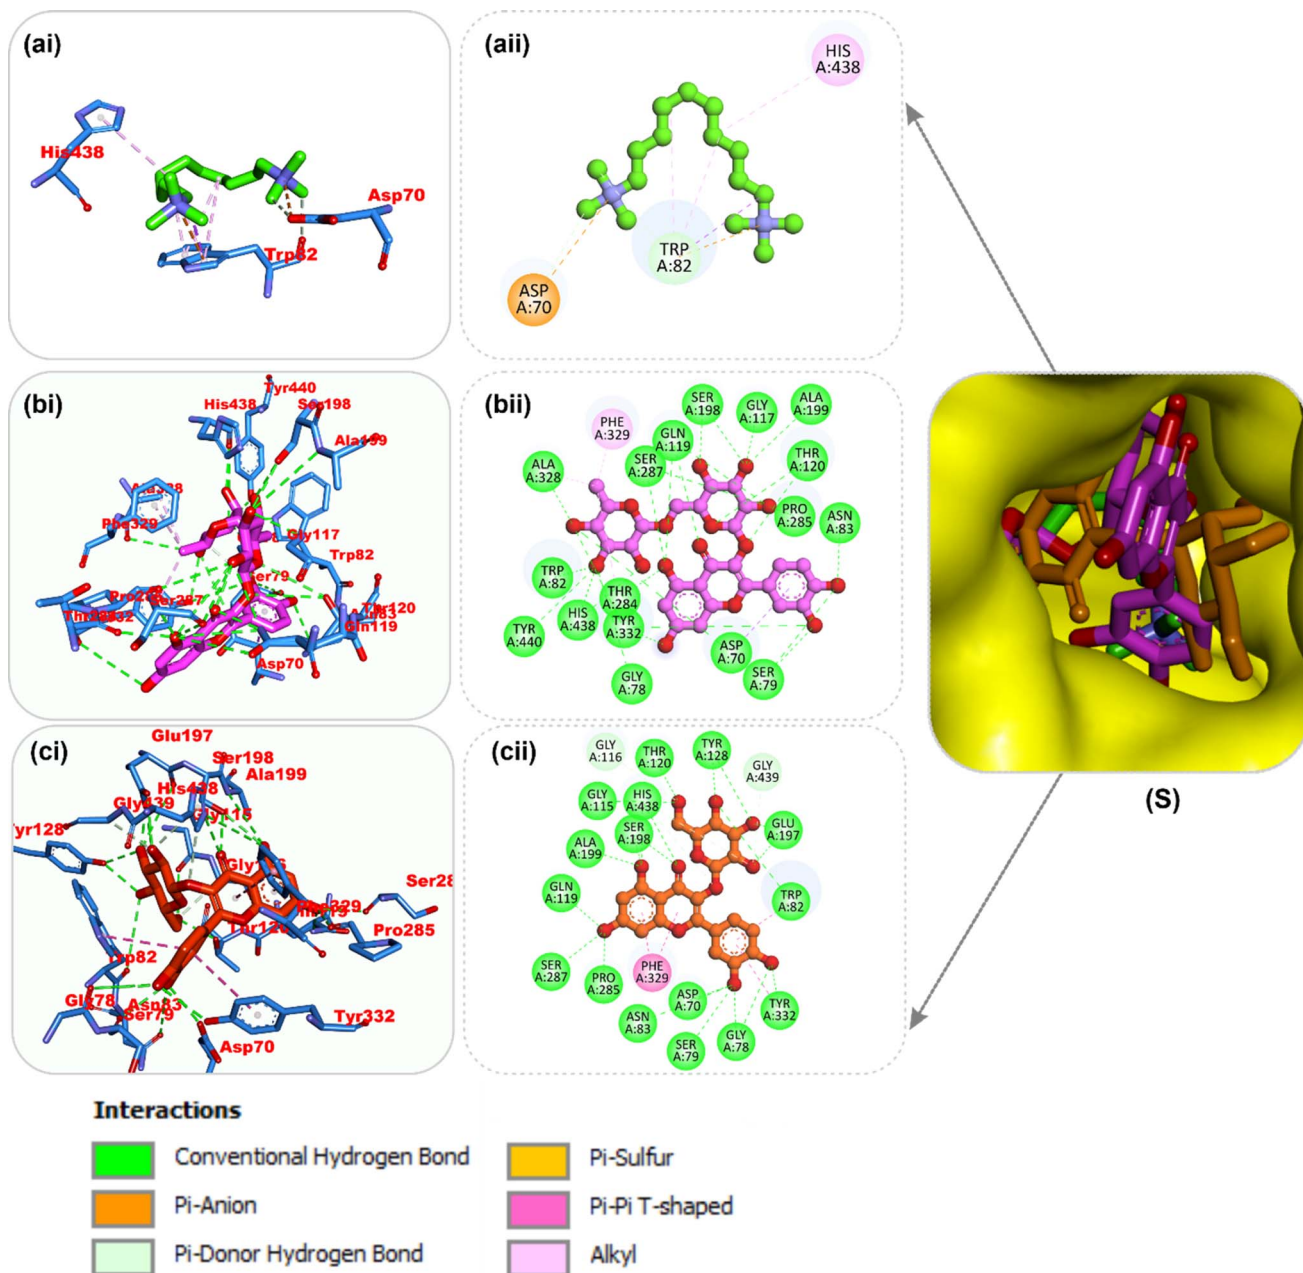 (ai)
His438
Asp70
Trp82
(aii)
HIS
A:438
TRP
A:82
ASP
A:70
(bi)
Tyr440
His438
Ser198
Ala199
Phe329
Gly117
Trp82
Ser79
Thr120
Gln119
Asp70
(bii)
SER
A:198
GLY
A:117
ALA
A:199
PHE
A:329
GLN
A:119
SER
A:287
THR
A:120
ALA
A:328
PRO
A:285
ASN
A:83
TRP
A:82
HIS
A:438
THR
A:284
TYR
A:332
TYR
A:440
ASP
A:70
SER
A:79
GLY
A:78
(S)
(ci)
Glu197
Ser198
Ala199
His438
Gly439
Gly115
Tyr128
Ser28
Phe329
Pro285
Trp82
Gly78
Asn83
Ser79
Tyr332
Asp70
(cii)
GLY
A:116
THR
A:120
TYR
A:128
GLY
A:439
GLY
A:115
HIS
A:438
SER
A:198
GLU
A:197
ALA
A:199
TRP
A:82
GLN
A:119
SER
A:287
PRO
A:285
PHE
A:329
ASP
A:70
ASN
A:83
TYR
A:332
SER
A:79
GLY
A:78
Interactions
Conventional Hydrogen Bond
Pi-Anion
Pi-Donor Hydrogen Bond
Pi-Sulfur
Pi-Pi T-shaped
Alkyl